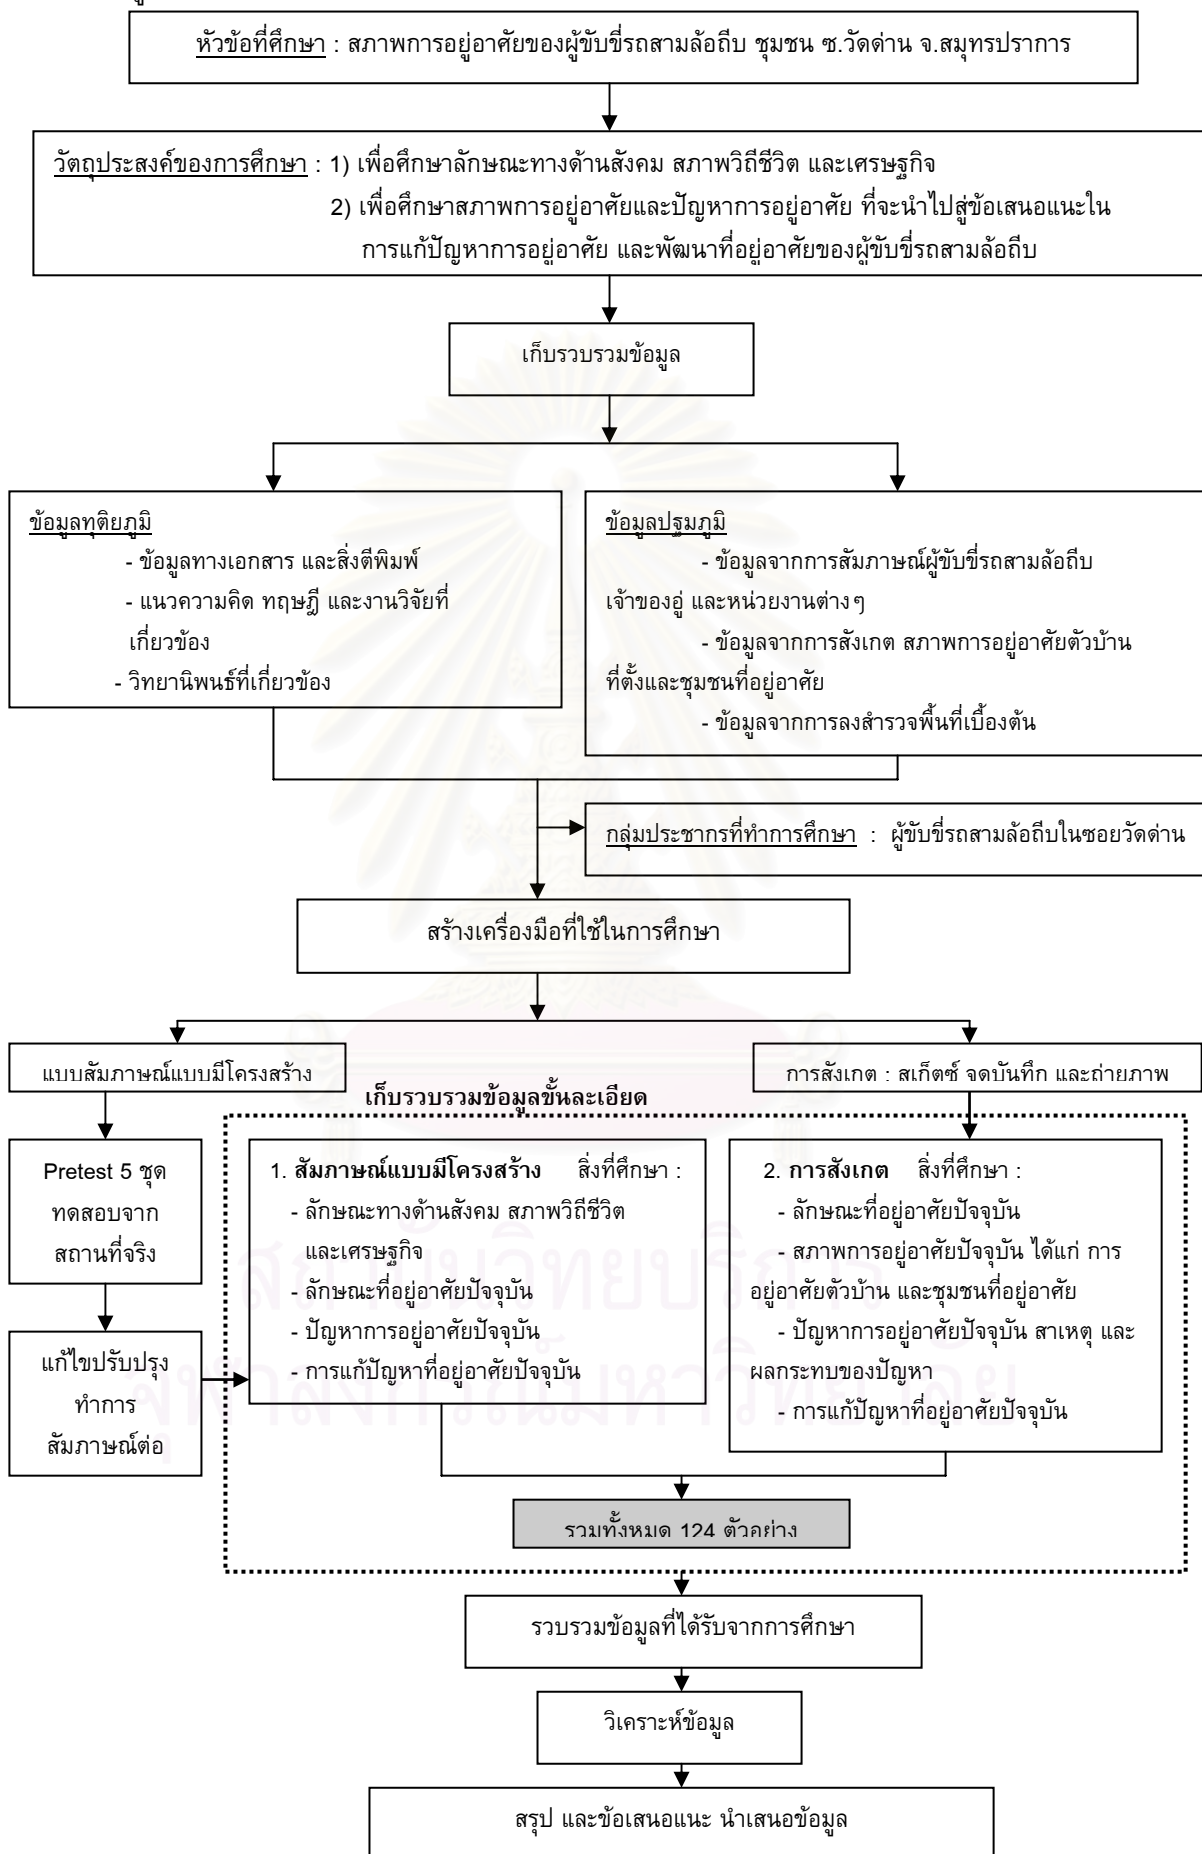 หัวข้อที่ศึกษา : สภาพการอยู่อาศัยของผู้ขับขี่รถสามล้อถีบ ชุมชน ซ.วัดด่าน จ.สมุทรปราการ
วัตถุประสงค์ของการศึกษา : 1) เพื่อศึกษาลักษณะทางด้านสังคม สภาพวิถีชีวิต และเศรษฐกิจ
2) เพื่อศึกษาสภาพการอยู่อาศัยและปัญหาการอยู่อาศัย ที่จะนำไปสู่ข้อเสนอแนะใน
การแก้ปัญหาการอยู่อาศัย และพัฒนาที่อยู่อาศัยของผู้ขับขี่รถสามล้อถีบ
เก็บรวบรวมข้อมูล
ข้อมูลทุติยภูมิ
- ข้อมูลทางเอกสาร และสิ่งตีพิมพ์
- แนวความคิด ทฤษฎี และงานวิจัยที่
เกี่ยวข้อง
- วิทยานิพนธ์ที่เกี่ยวข้อง
ข้อมูลปฐมภูมิ
- ข้อมูลจากการสัมภาษณ์ผู้ขับขี่รถสามล้อถีบ
เจ้าของอู่ และหน่วยงานต่างๆ
- ข้อมูลจากการสังเกต สภาพการอยู่อาศัยตัวบ้าน
ที่ตั้งและชุมชนที่อยู่อาศัย
- ข้อมูลจากการลงสำรวจพื้นที่เบื้องต้น
กลุ่มประชากรที่ทำการศึกษา : ผู้ขับขี่รถสามล้อถีบในซอยวัดด่าน
สร้างเครื่องมือที่ใช้ในการศึกษา
แบบสัมภาษณ์แบบมีโครงสร้าง
การสังเกต : สเก็ตซ์ จดบันทึก และถ่ายภาพ
เก็บรวบรวมข้อมูลขั้นละเอียด
Pretest 5 ชุด
ทดสอบจาก
สถานที่จริง
แก้ไขปรับปรุง
ทำการ
สัมภาษณ์ต่อ
1. สัมภาษณ์แบบมีโครงสร้าง สิ่งที่ศึกษา :
- ลักษณะทางด้านสังคม สภาพวิถีชีวิต
และเศรษฐกิจ
- ลักษณะที่อยู่อาศัยปัจจุบัน
- ปัญหาการอยู่อาศัยปัจจุบัน
- การแก้ปัญหาที่อยู่อาศัยปัจจุบัน
2. การสังเกต สิ่งที่ศึกษา :
- ลักษณะที่อยู่อาศัยปัจจุบัน
- สภาพการอยู่อาศัยปัจจุบัน ได้แก่ การ
อยู่อาศัยตัวบ้าน และชุมชนที่อยู่อาศัย
- ปัญหาการอยู่อาศัยปัจจุบัน สาเหตุ และ
ผลกระทบของปัญหา
- การแก้ปัญหาที่อยู่อาศัยปัจจุบัน
รวมทั้งหมด 124 ตัวอย่าง
รวบรวมข้อมูลที่ได้รับจากการศึกษา
วิเคราะห์ข้อมูล
สรุป และข้อเสนอแนะ นำเสนอข้อมูล
สถาบันวิทยบริการ
จุฬาลงกรณ์มหาวิทยาลัย